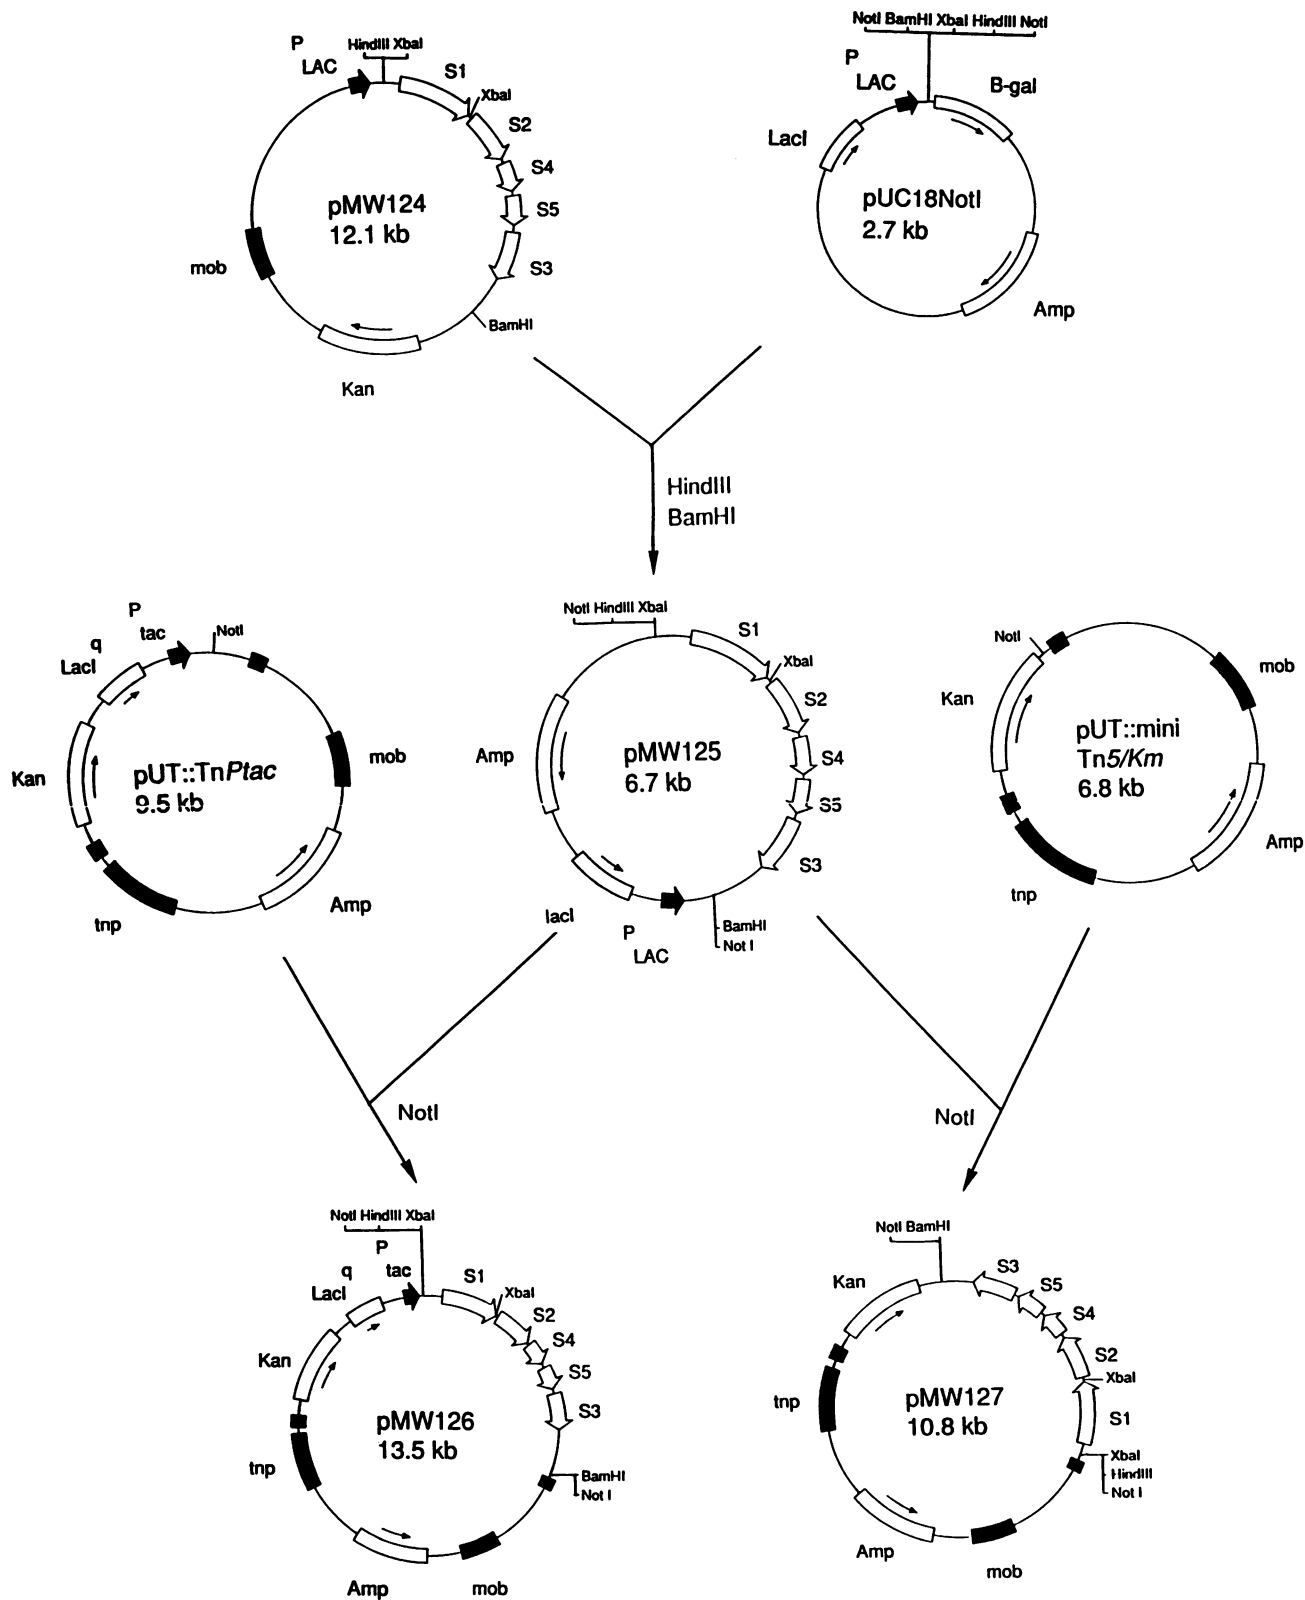 P
LAC
HindIII XbaI
S1
XbaI
S2
S4
S5
S3
BamHI
Kan
mob
pMW124
12.1 kb
NotI BamHI XbaI HindIII NotI
P
LAC
B-gal
LacI
Amp
pUC18NotI
2.7 kb
HindIII
BamHI
P
tac
NotI
q
LacI
Kan
mob
tnp
Amp
pUT::TnPtac
9.5 kb
NotI HindIII XbaI
S1
XbaI
S2
S4
S5
S3
Amp
lacI
P
LAC
BamHI
Not I
pMW125
6.7 kb
NotI
Kan
mob
Amp
tnp
pUT::mini
Tn5/Km
6.8 kb
NotI
NotI
NotI HindIII XbaI
P
tac
q
LacI
S1
XbaI
S2
S4
S5
S3
Kan
tnp
BamHI
Not I
Amp
mob
pMW126
13.5 kb
NotI BamHI
Kan
S3
S5
S4
S2
XbaI
S1
XbaI
HindIII
Not I
tnp
Amp
mob
pMW127
10.8 kb